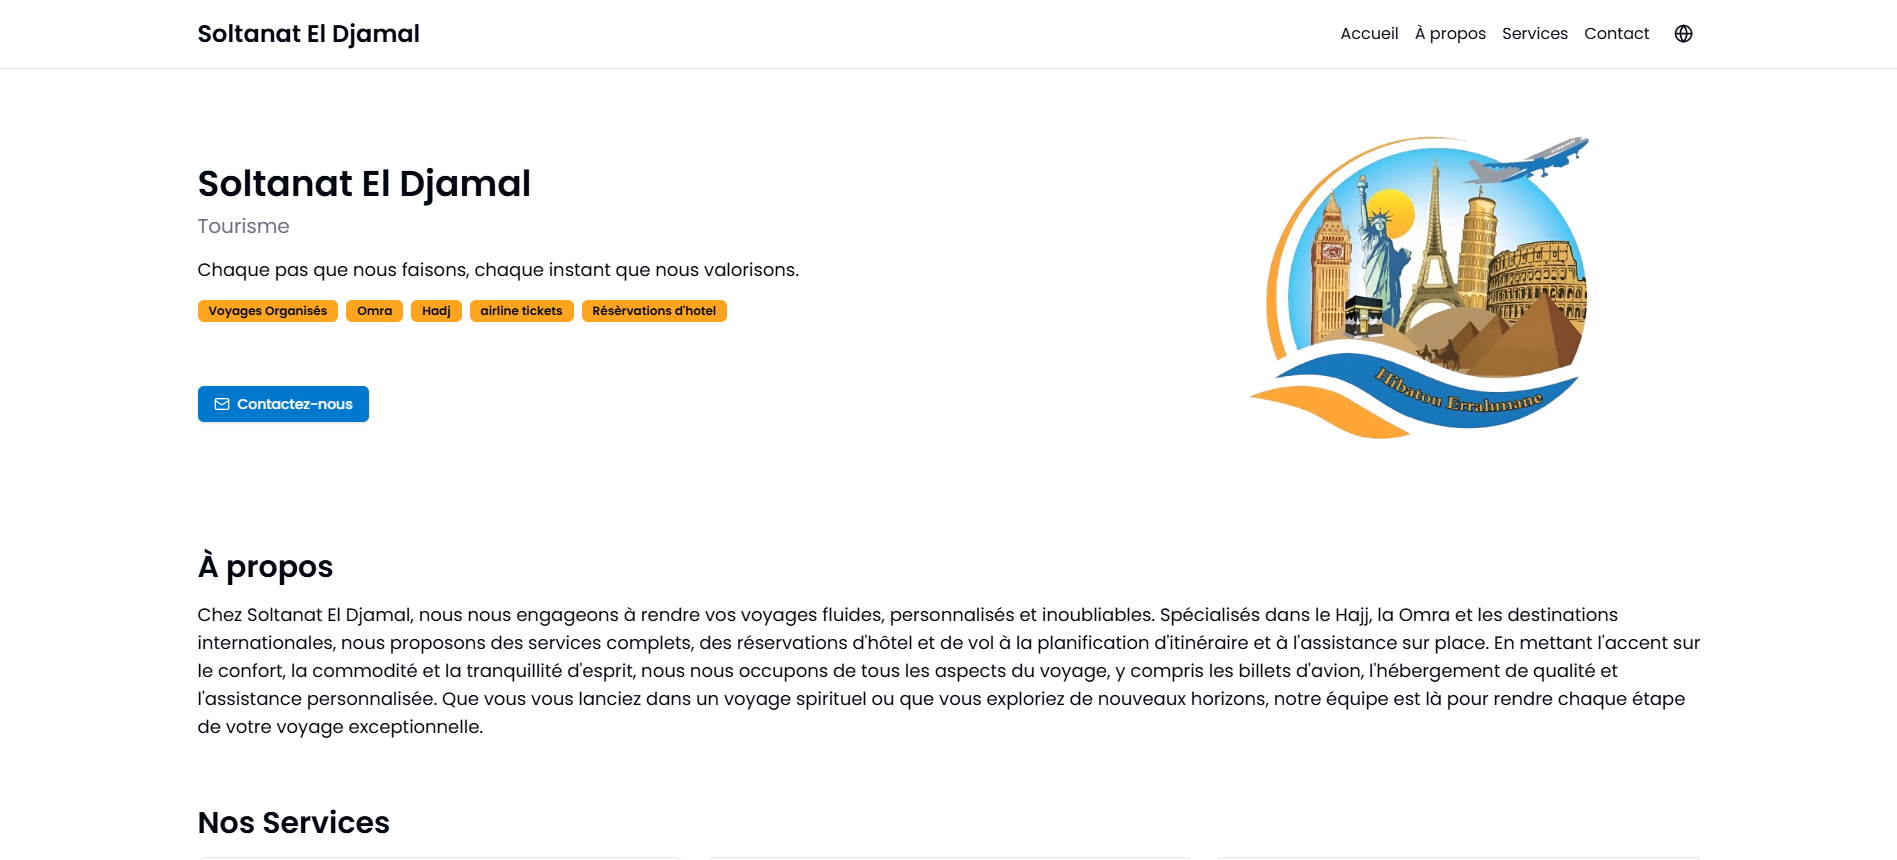 Soltanat El Djamal
Accueil À propos Services Contact
Soltanat El Djamal
Tourisme
Chaque pas que nous faisons, chaque instant que nous valorisons.
Voyages Organisés Omra Hadj airline tickets Résèrvations d'hotel
Contactez-nous
Hibatou Errahmane
À propos
Chez Soltanat El Djamal, nous nous engageons à rendre vos voyages fluides, personnalisés et inoubliables. Spécialisés dans le Hajj, la Omra et les destinations
internationales, nous proposons des services complets, des réservations d'hôtel et de vol à la planification d'itinéraire et à l'assistance sur place. En mettant l'accent sur
le confort, la commodité et la tranquillité d'esprit, nous nous occupons de tous les aspects du voyage, y compris les billets d'avion, l'hébergement de qualité et
l'assistance personnalisée. Que vous vous lanciez dans un voyage spirituel ou que vous exploriez de nouveaux horizons, notre équipe est là pour rendre chaque étape
de votre voyage exceptionnelle.
Nos Services